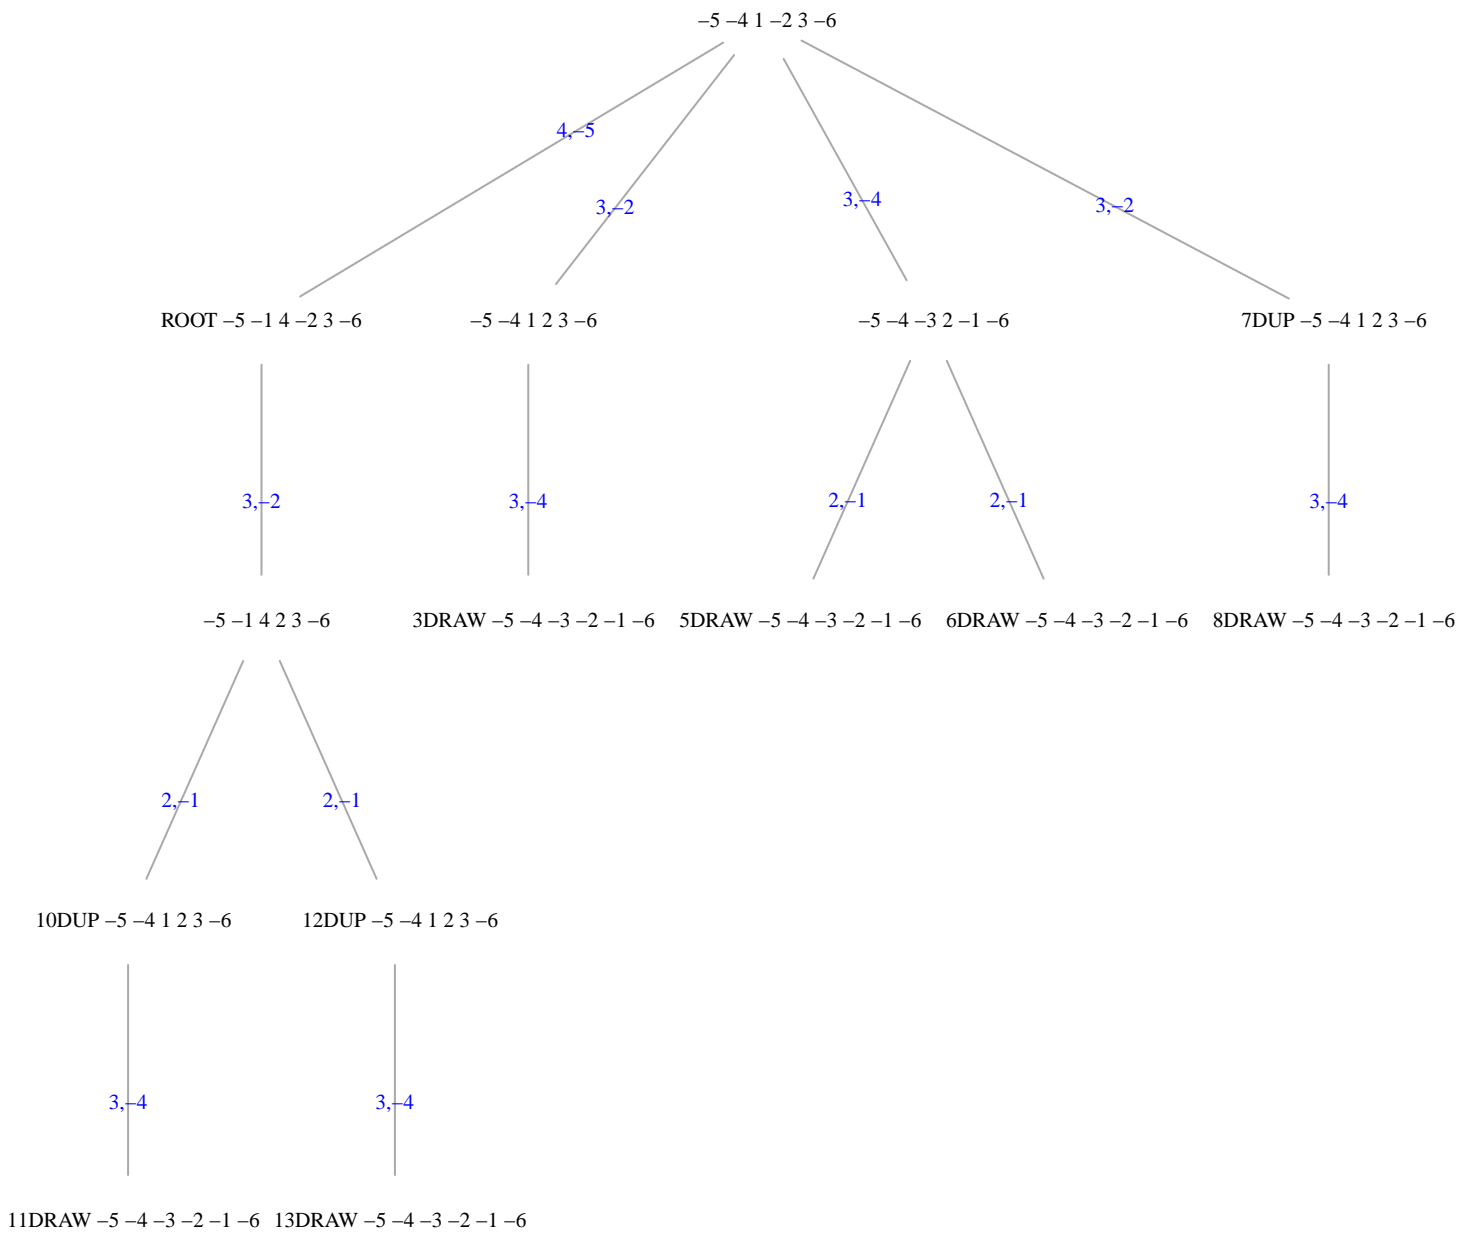 −5 −4 1 −2 3 −6
4,−5
3,−4
3,−2
3,−2
ROOT −5 −1 4 −2 3 −6
−5 −4 1 2 3 −6
−5 −4 −3 2 −1 −6
7DUP −5 −4 1 2 3 −6
3,−2
3,−4
2,−1
2,−1
3,−4
−5 −1 4 2 3 −6
3DRAW −5 −4 −3 −2 −1 −6
5DRAW −5 −4 −3 −2 −1 −6
6DRAW −5 −4 −3 −2 −1 −6
8DRAW −5 −4 −3 −2 −1 −6
2,−1
2,−1
10DUP −5 −4 1 2 3 −6
12DUP −5 −4 1 2 3 −6
3,−4
3,−4
11DRAW −5 −4 −3 −2 −1 −6
13DRAW −5 −4 −3 −2 −1 −6